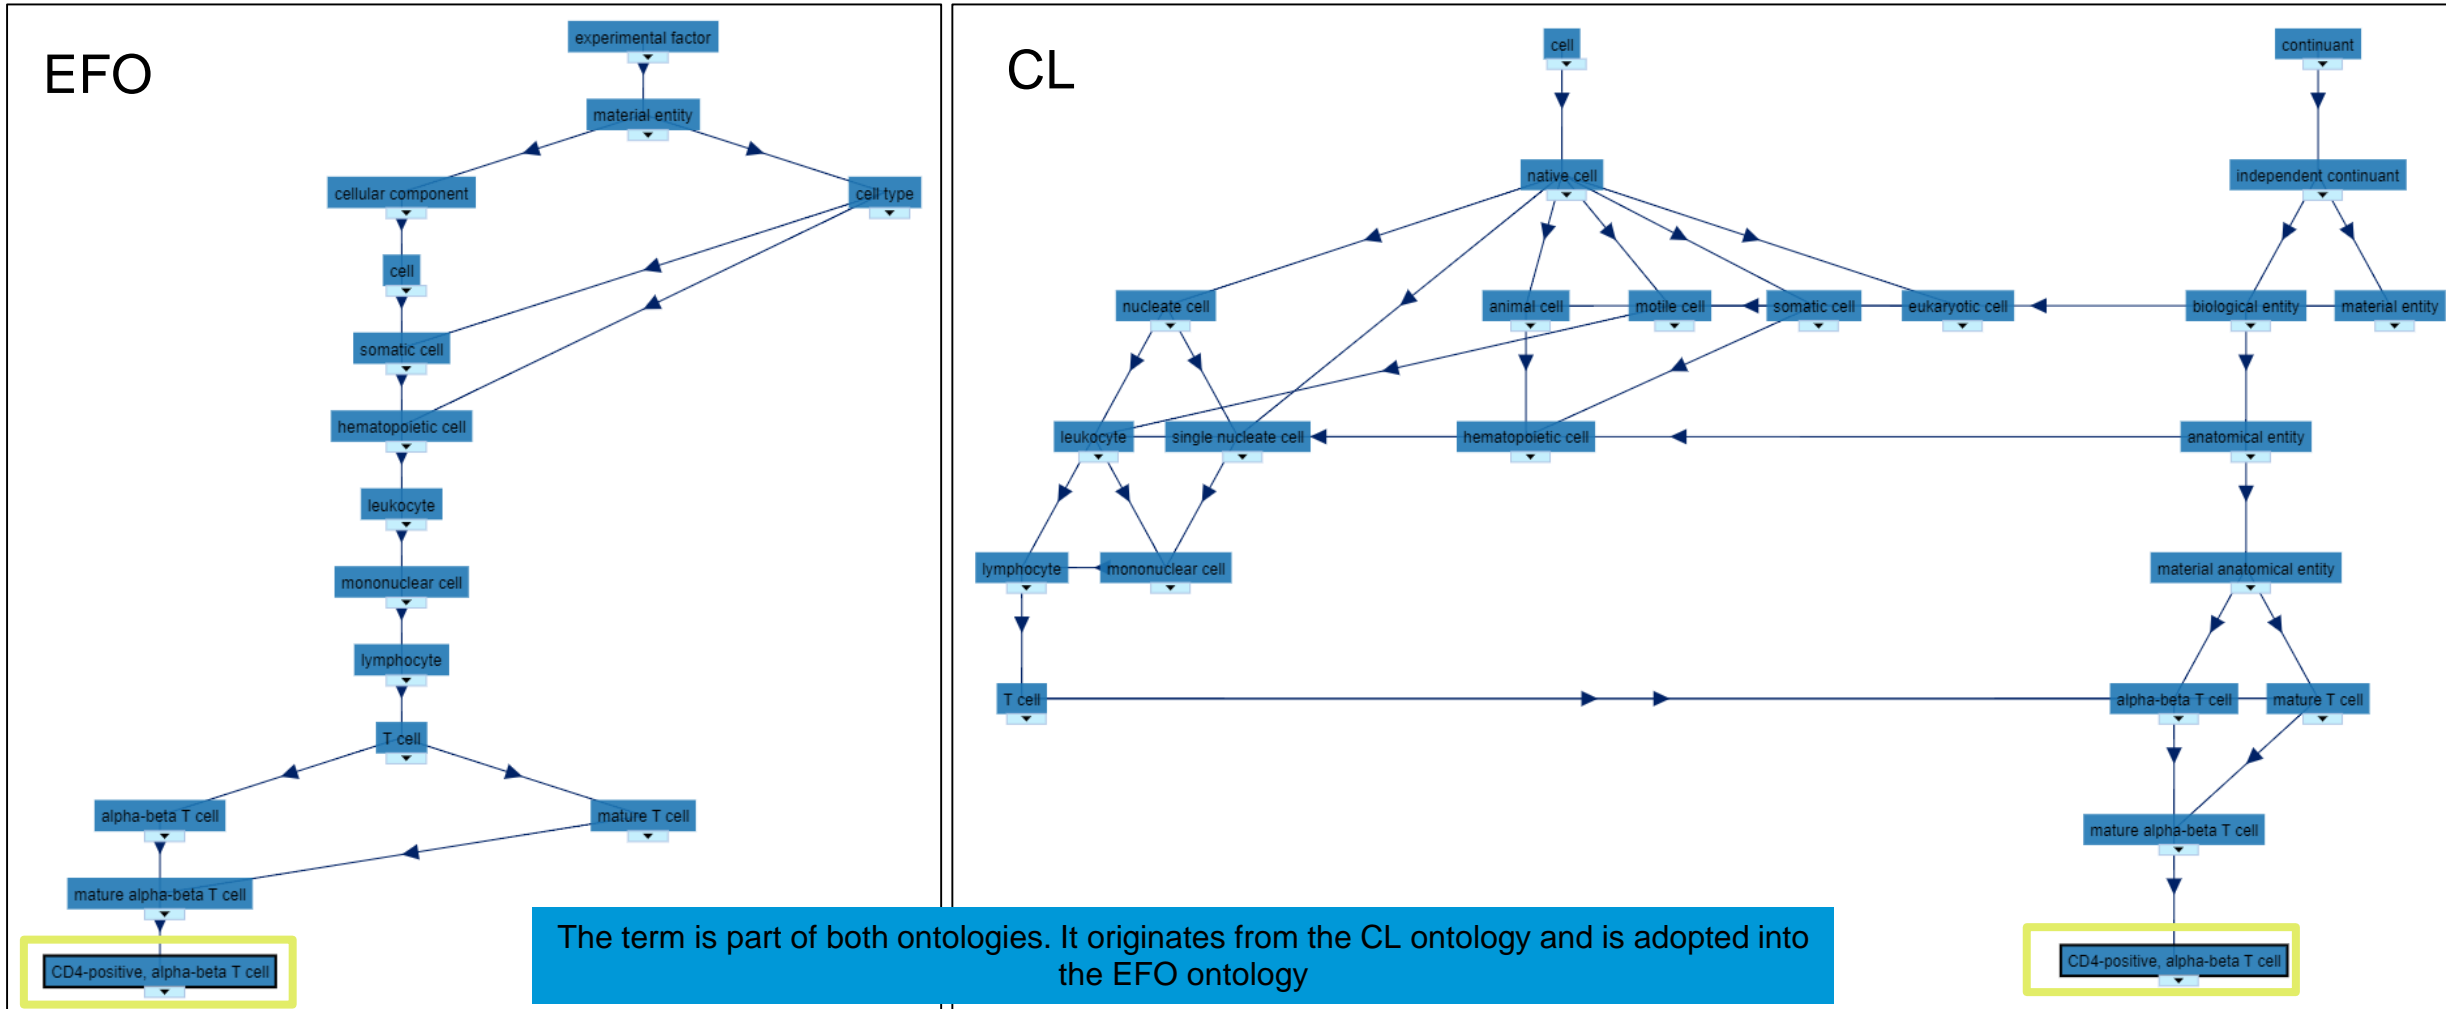 EFO
experimental factor
material entity
cellular component
cell type
cell
somatic cell
hematopoietic cell
leukocyte
mononuclear cell
lymphocyte
T cell
alpha-beta T cell
mature T cell
mature alpha-beta T cell
CD4-positive, alpha-beta T cell
CL
cell
continuant
native cell
independent continuant
nucleate cell
animal cell
motile cell
somatic cell
eukaryotic cell
biological entity
material entity
leukocyte
single nucleate cell
hematopoietic cell
anatomical entity
lymphocyte
mononuclear cell
material anatomical entity
T cell
alpha-beta T cell
mature T cell
mature alpha-beta T cell
CD4-positive, alpha-beta T cell
The term is part of both ontologies. It originates from the CL ontology and is adopted into
the EFO ontology